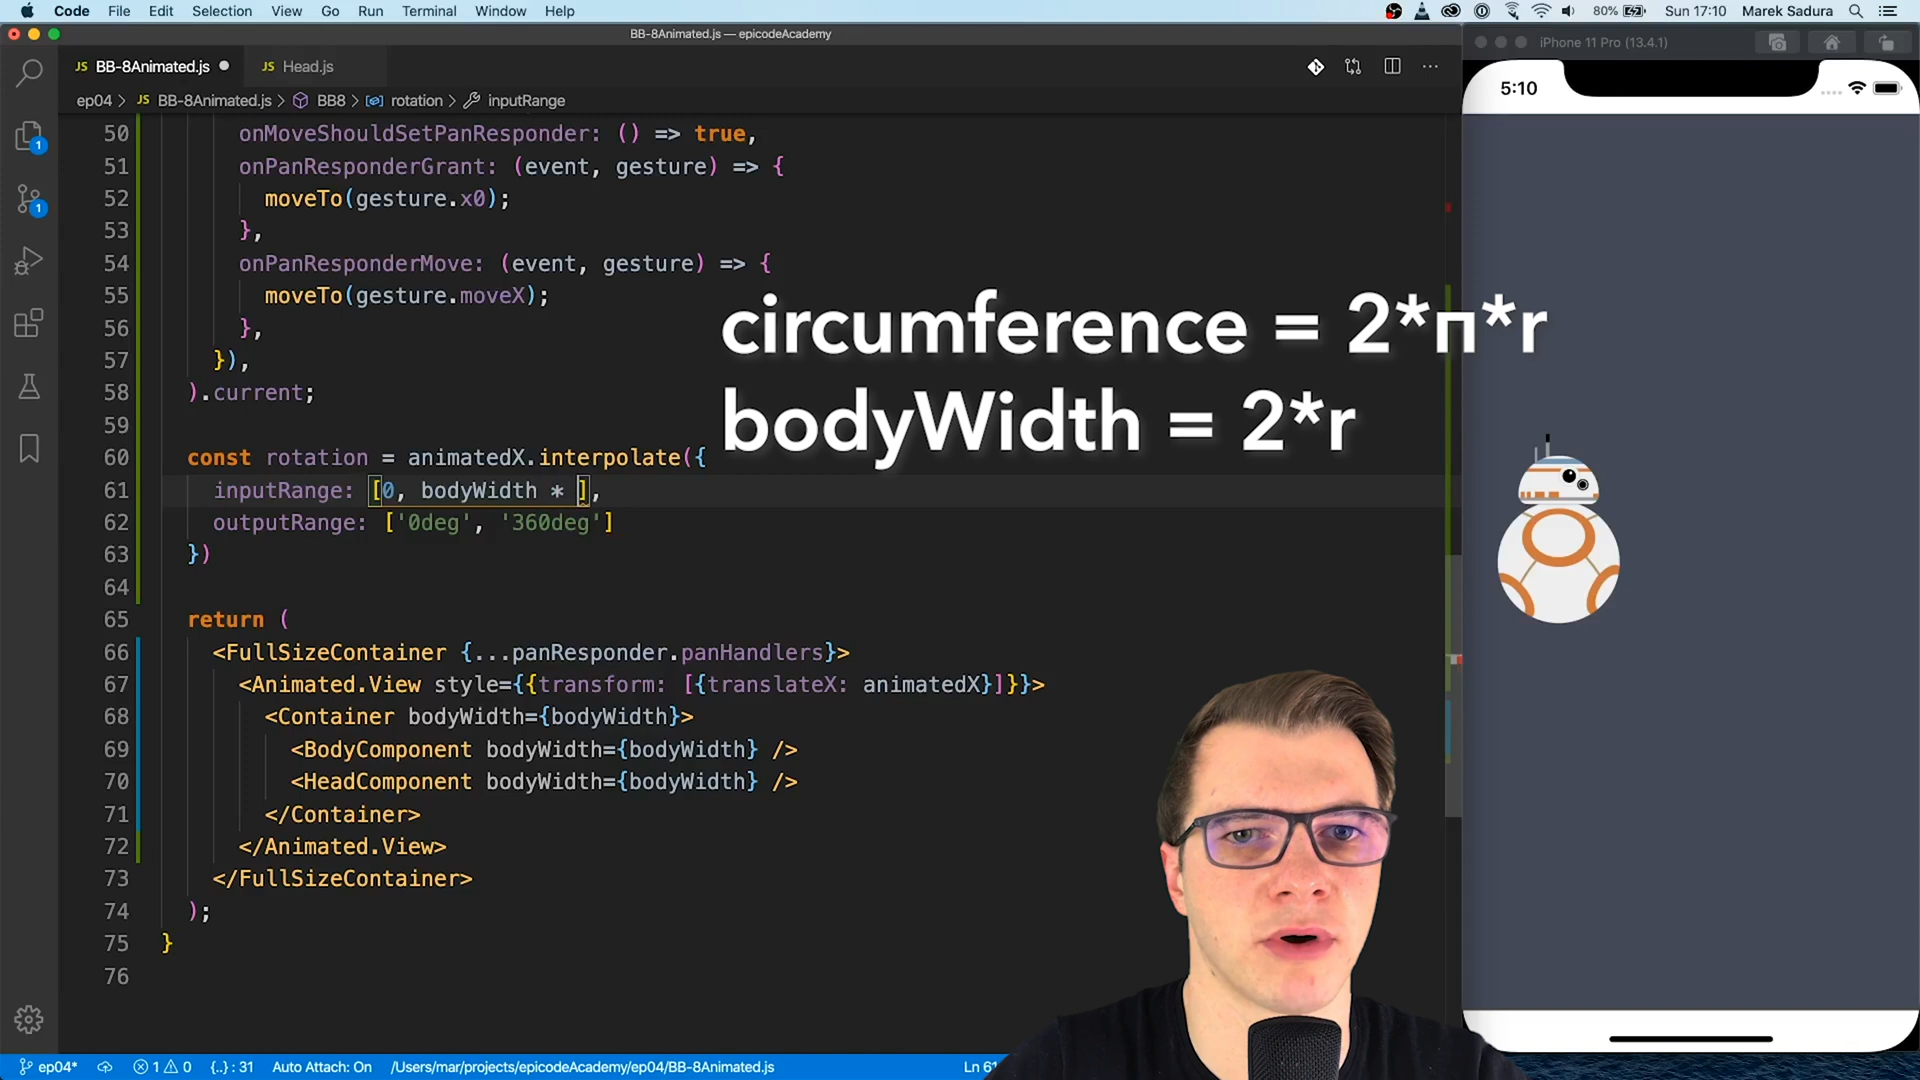 Code File Edit Selection View Go Run Terminal Window Help 80% Sun 17:10 Marek Sadura
BB-8Animated.js — epicodeAcademy
iPhone 11 Pro (13.4.1)
JS BB-8Animated.js
JS Head.js
ep04 > JS BB-8Animated.js > BB8 > rotation > inputRange
5:10
1
1
50 onMoveShouldSetPanResponder: () => true,
51 onPanResponderGrant: (event, gesture) => {
52 moveTo(gesture.x0);
53 },
54 onPanResponderMove: (event, gesture) => {
55 moveTo(gesture.moveX);
56 },
57 }),
58 ).current;
59
60 const rotation = animatedX.interpolate({
61 inputRange: [0, bodyWidth * ],
62 outputRange: ['0deg', '360deg']
63 })
64
65 return (
66 <FullSizeContainer {...panResponder.panHandlers}>
67 <Animated.View style={{transform: [{translateX: animatedX}]}}>
68 <Container bodyWidth={bodyWidth}>
69 <BodyComponent bodyWidth={bodyWidth} />
70 <HeadComponent bodyWidth={bodyWidth} />
71 </Container>
72 </Animated.View>
73 </FullSizeContainer>
74 );
75 }
76
circumference = 2*п*r
bodyWidth = 2*r
ep04* 1 0 {..} : 31 Auto Attach: On /Users/mar/projects/epicodeAcademy/ep04/BB-8Animated.js Ln 61